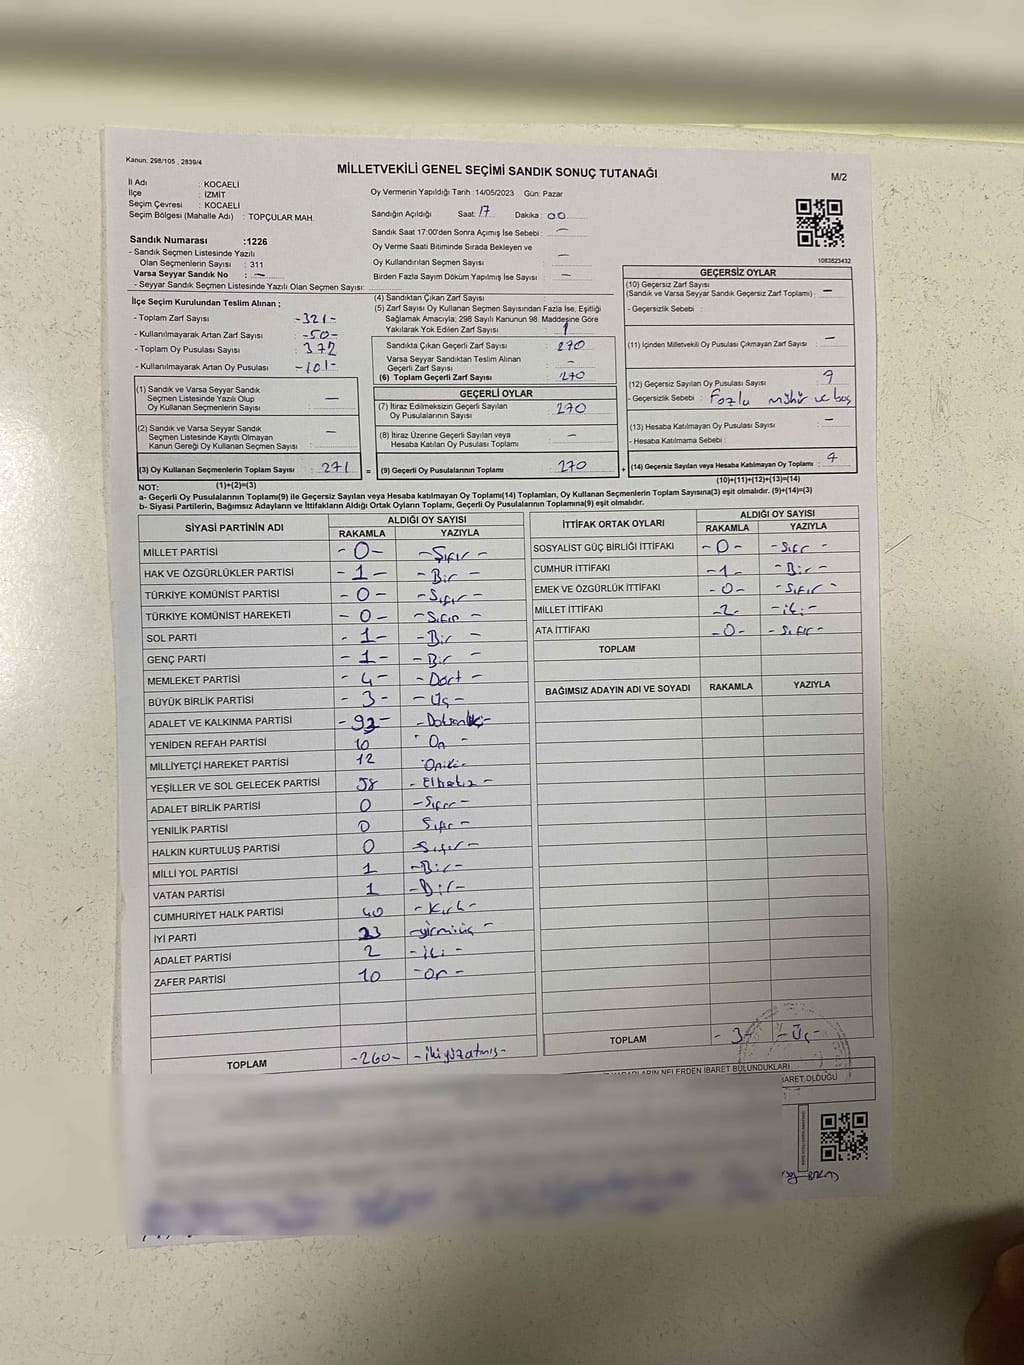 Kanun: 298/105 , 2839/4
MİLLETVEKİLİ GENEL SEÇİMİ SANDIK SONUÇ TUTANAĞI
M/2
İl Adı : KOCAELİ
İlçe : İZMİT
Seçim Çevresi : KOCAELİ
Seçim Bölgesi (Mahalle Adı) : TOPÇULAR MAH.
Sandık Numarası :1226
- Sandık Seçmen Listesinde Yazılı
Olan Seçmenlerin Sayısı : 311
Varsa Seyyar Sandık No : —
- Seyyar Sandık Seçmen Listesinde Yazılı Olan Seçmen Sayısı:
Oy Vermenin Yapıldığı Tarih :14/05/2023 Gün: Pazar
Sandığın Açıldığı Saat: 17 Dakika : 00
Sandık Saat 17:00'den Sonra Açımış İse Sebebi : —
Oy Verme Saati Bitiminde Sırada Bekleyen ve
Oy Kullandırılan Seçmen Sayısı : —
Birden Fazla Sayım Döküm Yapılmış İse Sayısı : —
1083823432
İlçe Seçim Kurulundan Teslim Alınan ;
- Toplam Zarf Sayısı : -321-
- Kullanılmayarak Artan Zarf Sayısı : -50-
- Toplam Oy Pusulası Sayısı : 372
- Kullanılmayarak Artan Oy Pusulası : -101-
(1) Sandık ve Varsa Seyyar Sandık
Seçmen Listesinde Yazılı Olup
Oy Kullanan Seçmenlerin Sayısı : —
(2) Sandık ve Varsa Seyyar Sandık
Seçmen Listesinde Kayıtlı Olmayan
Kanun Gereği Oy Kullanan Seçmen Sayısı : —
(3) Oy Kullanan Seçmenlerin Toplam Sayısı : 271 =
(4) Sandıktan Çıkan Zarf Sayısı :
(5) Zarf Sayısı Oy Kullanan Seçmen Sayısından Fazla İse, Eşitliği
Sağlamak Amacıyla; 298 Sayılı Kanunun 98. Maddesine Göre
Yakılarak Yok Edilen Zarf Sayısı : 1
Sandıkta Çıkan Geçerli Zarf Sayısı : 270
Varsa Seyyar Sandıktan Teslim Alınan
Geçerli Zarf Sayısı : —
(6) Toplam Geçerli Zarf Sayısı : 270
GEÇERLİ OYLAR
(7) İtiraz Edilmeksizin Geçerli Sayılan
Oy Pusulalarının Sayısı : 270
(8) İtiraz Üzerine Geçerli Sayılan veya
Hesaba Katılan Oy Pusulası Toplamı : —
(9) Geçerli Oy Pusulalarının Toplamı : 270 +
GEÇERSİZ OYLAR
(10) Geçersiz Zarf Sayısı
(Sandık ve Varsa Seyyar Sandık Geçersiz Zarf Toplamı) : —
- Geçersizlik Sebebi :
(11) İçinden Milletvekili Oy Pusulası Çıkmayan Zarf Sayısı : —
(12) Geçersiz Sayılan Oy Pusulası Sayısı :
- Geçersizlik Sebebi : Fazla mühür ve boş
(13) Hesaba Katılmayan Oy Pusulası Sayısı : —
- Hesaba Katılmama Sebebi :
(14) Geçersiz Sayılan veya Hesaba Katılmayan Oy Toplamı :
NOT: (1)+(2)=(3)
(10)+(11)+(12)+(13)=(14)
a- Geçerli Oy Pusulalarının Toplamı(9) ile Geçersiz Sayılan veya Hesaba katılmayan Oy Toplamı(14) Toplamları, Oy Kullanan Seçmenlerin Toplam Sayısına(3) eşit olmalıdır. (9)+(14)=(3)
b- Siyasi Partilerin, Bağımsız Adayların ve İttifakların Aldığı Ortak Oyların Toplamı, Geçerli Oy Pusulalarının Toplamına(9) eşit olmalıdır.
SİYASİ PARTİNİN ADI ALDIĞI OY SAYISI
RAKAMLA YAZIYLA
MİLLET PARTİSİ -0- -Sıfır-
HAK VE ÖZGÜRLÜKLER PARTİSİ -1- -Bir-
TÜRKİYE KOMÜNİST PARTİSİ -0- -Sıfır-
TÜRKİYE KOMÜNİST HAREKETİ -0- -Sıfır-
SOL PARTİ -1- -Bir-
GENÇ PARTİ -1- -Bir-
MEMLEKET PARTİSİ -4- -Dört-
BÜYÜK BİRLİK PARTİSİ -3- -Üç-
ADALET VE KALKINMA PARTİSİ -92- -Doksaniki-
YENİDEN REFAH PARTİSİ 10 On -
MİLLİYETÇİ HAREKET PARTİSİ 12 Oniki
YEŞİLLER VE SOL GELECEK PARTİSİ 58 - Ellisekiz -
ADALET BİRLİK PARTİSİ 0 -Sıfır-
YENİLİK PARTİSİ 0 Sıfır -
HALKIN KURTULUŞ PARTİSİ 0 -Sıfır-
MİLLİ YOL PARTİSİ 1 -Bir-
VATAN PARTİSİ 1 -Bir-
CUMHURİYET HALK PARTİSİ 40 -Kırk-
İYİ PARTİ 23 -yirmiüç-
ADALET PARTİSİ 2 -iki-
ZAFER PARTİSİ 10 -On-
TOPLAM -260- -ikiyüzatmış-
İTTİFAK ORTAK OYLARI ALDIĞI OY SAYISI
RAKAMLA YAZIYLA
SOSYALİST GÜÇ BİRLİĞİ İTTİFAKI -0- -Sıfır-
CUMHUR İTTİFAKI -1- -Bir-
EMEK VE ÖZGÜRLÜK İTTİFAKI -0- -Sıfır-
MİLLET İTTİFAKI -2- -iki-
ATA İTTİFAKI -0- -Sıfır-
TOPLAM
BAĞIMSIZ ADAYIN ADI VE SOYADI RAKAMLA YAZIYLA
TOPLAM -3- -Üç-
NELERDEN İBARET BULUNDUKLARI
İBARET OLDUĞU